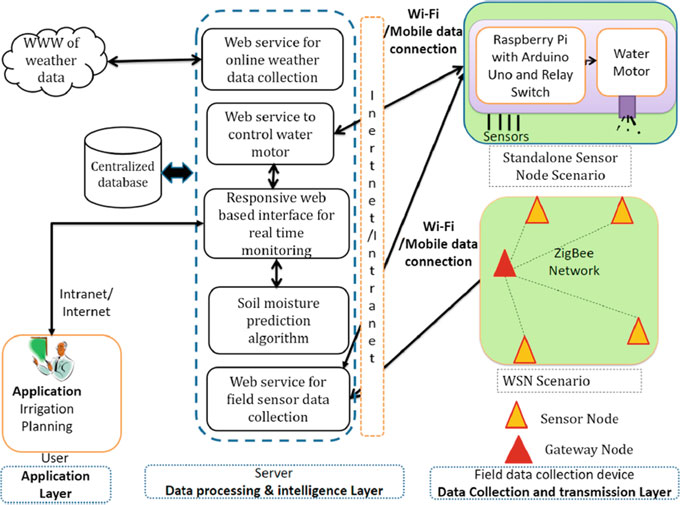 WWW of
weather
data
Centralized
database
Intranet/
Internet
Application
Irrigation
Planning
User
Application
Layer
Web service for
online weather
data collection
Web service to
control water
motor
Responsive web
based interface for
real time
monitoring
Soil moisture
prediction
algorithm
Web service for
field sensor data
collection
Server
Data processing & intelligence Layer
Inertnet/Intranet
Wi-Fi
/Mobile data
connection
Wi-Fi
/Mobile data
connection
Raspberry Pi
with Arduino
Uno and Relay
Switch
Water
Motor
Sensors
Standalone Sensor
Node Scenario
ZigBee
Network
WSN Scenario
Sensor Node
Gateway Node
Field data collection device
Data Collection and transmission Layer